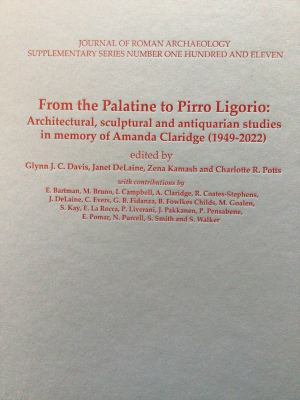 JOURNAL OF ROMAN ARCHAEOLOGY
SUPPLEMENTARY SERIES NUMBER ONE HUNDRED AND ELEVEN
From the Palatine to Pirro Ligorio:
Architectural, sculptural and antiquarian studies
in memory of Amanda Claridge (1949-2022)
edited by
Glynn J. C. Davis, Janet DeLaine, Zena Kamash and Charlotte R. Potts
with contributions by
E. Bartman, M. Bruno, I. Campbell, A. Claridge, R. Coates-Stephens,
J. DeLaine, C. Evers, G. B. Fidanza, B. Fowlkes Childs, M. Goalen,
S. Kay, E. La Rocca, P. Liverani, J. Pakkanen, P. Pensabene,
E. Pomar, N. Purcell, S. Smith and S. Walker